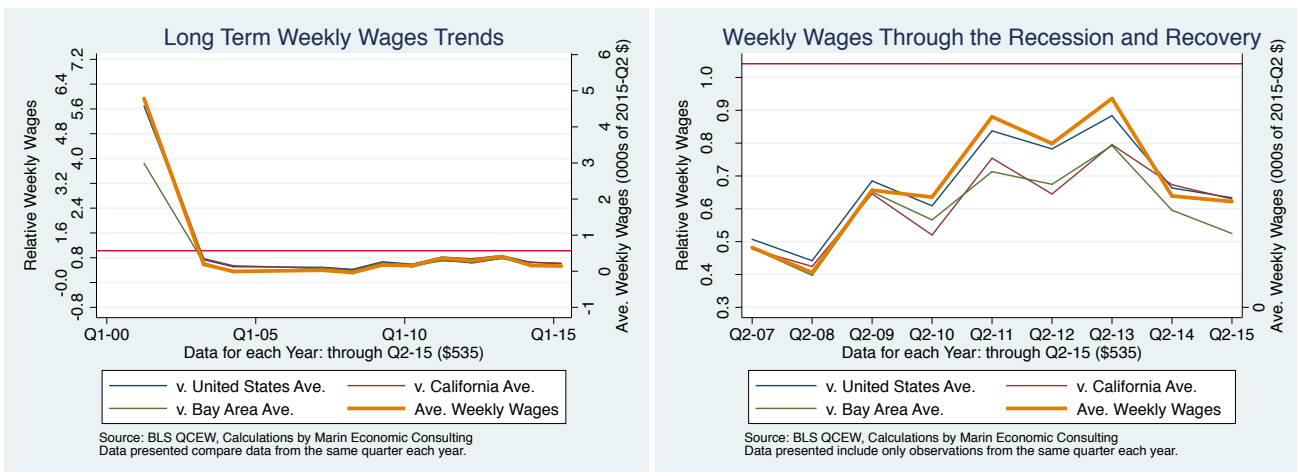 Long Term Weekly Wages Trends
Relative Weekly Wages
7.2
6.4
5.6
4.8
4.0
3.2
2.4
1.6
0.8
-0.0
-0.8
6
5
4
3
2
1
0
-1
Ave. Weekly Wages (000s of 2015-Q2 $)
Q1-00 Q1-05 Q1-10 Q1-15
Data for each Year: through Q2-15 ($535)
v. United States Ave. v. California Ave.
v. Bay Area Ave. Ave. Weekly Wages
Source: BLS QCEW, Calculations by Marin Economic Consulting
Data presented compare data from the same quarter each year.
Weekly Wages Through the Recession and Recovery
Relative Weekly Wages
1.0
0.9
0.8
0.7
0.6
0.5
0.4
0.3
0
Ave. Weekly Wages (000s of 2015-Q2 $)
Q2-07 Q2-08 Q2-09 Q2-10 Q2-11 Q2-12 Q2-13 Q2-14 Q2-15
Data for each Year: through Q2-15 ($535)
v. United States Ave. v. California Ave.
v. Bay Area Ave. Ave. Weekly Wages
Source: BLS QCEW, Calculations by Marin Economic Consulting
Data presented include only observations from the same quarter each year.